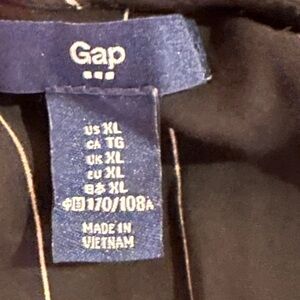 Gap
US XL
CA TG
UK XL
EU XL
日本 XL
中国 170/108A
MADE IN
VIETNAM